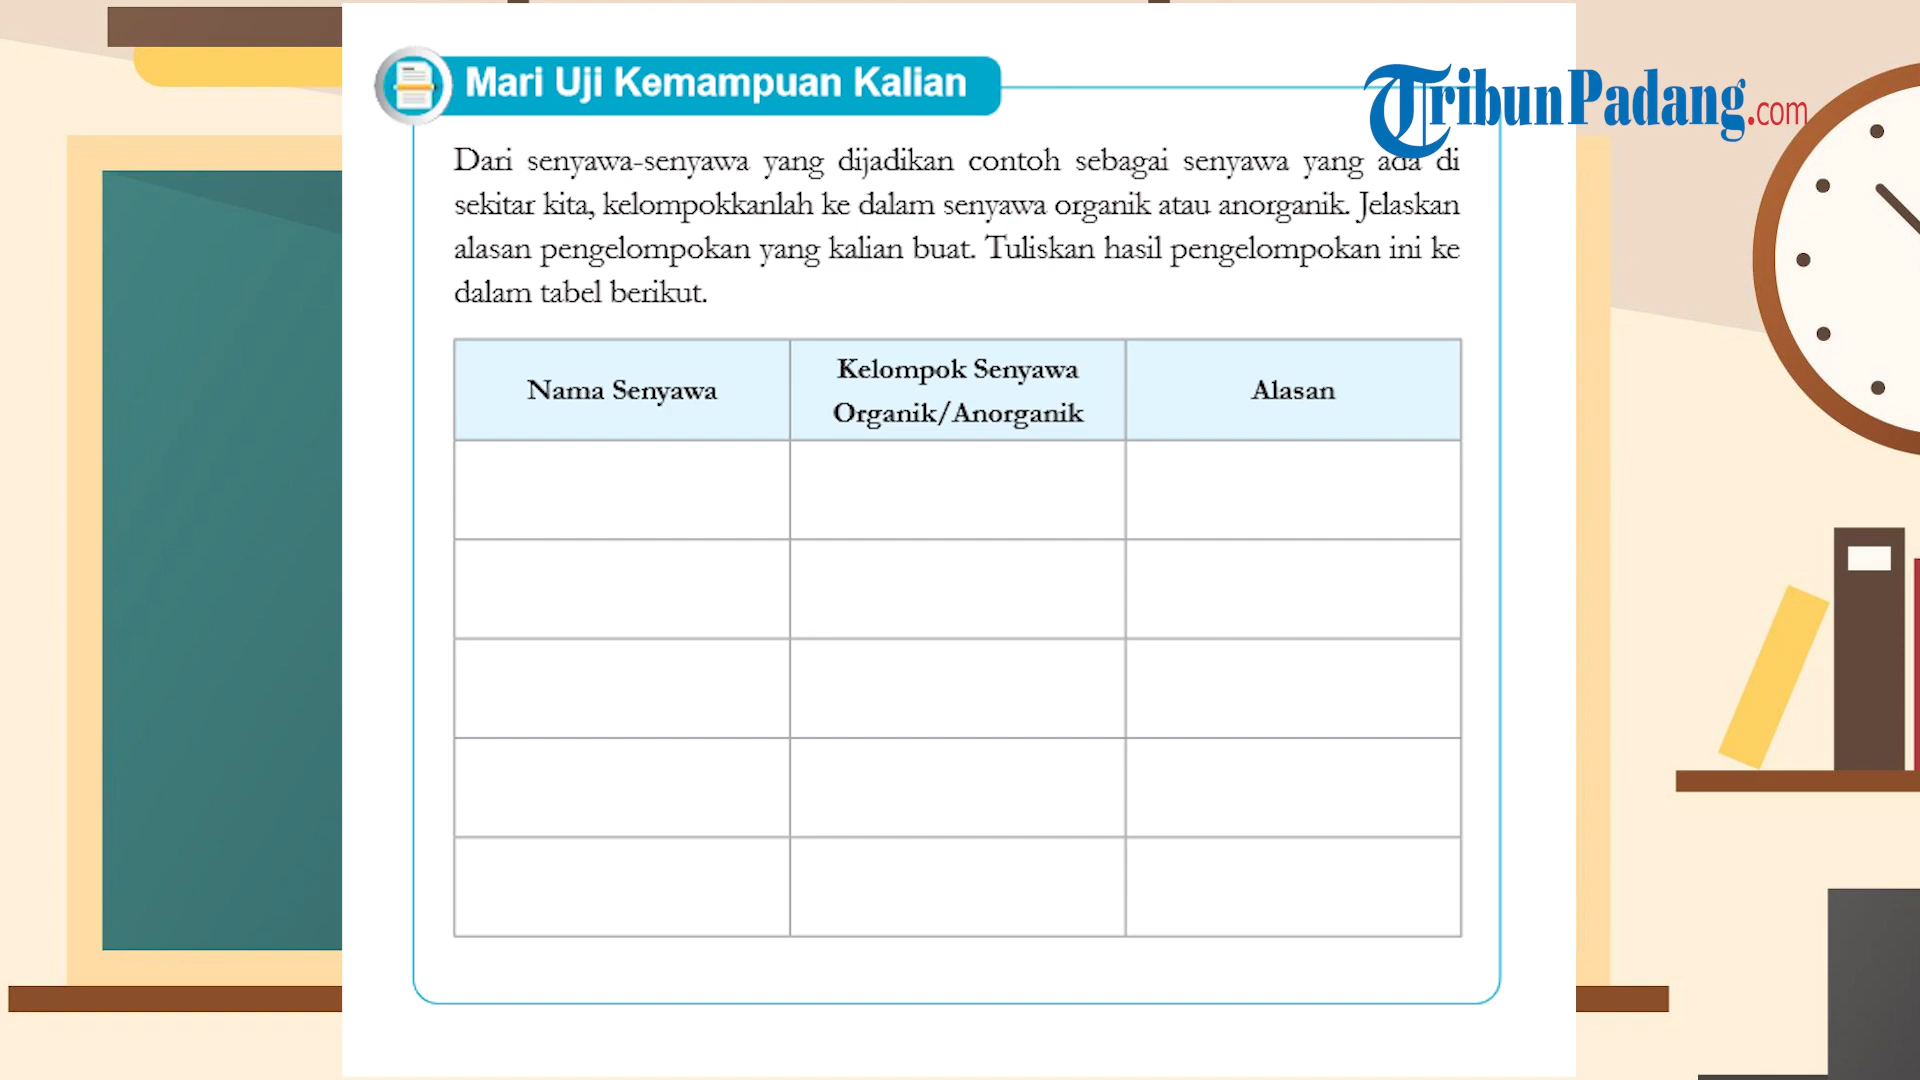 Mari Uji Kemampuan Kalian
TribunPadang.com
Dari senyawa-senyawa yang dijadikan contoh sebagai senyawa yang ada di
sekitar kita, kelompokkanlah ke dalam senyawa organik atau anorganik. Jelaskan
alasan pengelompokan yang kalian buat. Tuliskan hasil pengelompokan ini ke
dalam tabel berikut.
Nama Senyawa
Kelompok Senyawa
Organik/Anorganik
Alasan